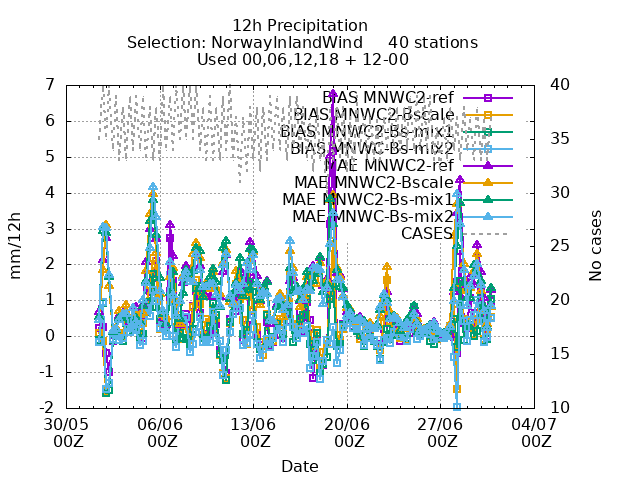 12h Precipitation
Selection: NorwayInlandWind 40 stations
Used 00,06,12,18 + 12-00
7
6
5
4
3
2
1
0
-1
-2
mm/12h
40
35
30
25
20
15
10
No cases
BIAS MNWC2-ref
BIAS MNWC2-Bscale
BIAS MNWC2-Bs-mix1
BIAS MNWC-Bs-mix2
MAE MNWC2-ref
MAE MNWC2-Bscale
MAE MNWC2-Bs-mix1
MAE MNWC-Bs-mix2
CASES
30/05 06/06 13/06 20/06 27/06 04/07
00Z 00Z 00Z 00Z 00Z 00Z
Date